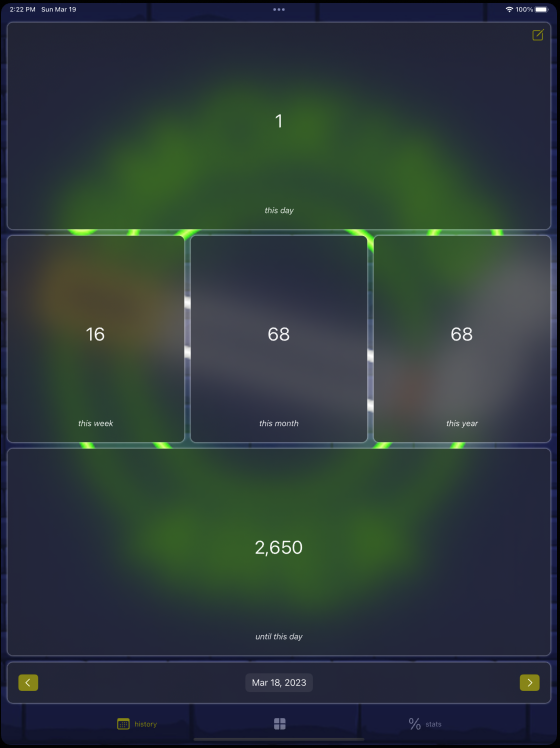 2:22 PM Sun Mar 19
100%
1
this day
16
68
68
this week
this month
this year
2,650
until this day
Mar 18, 2023
history
% stats